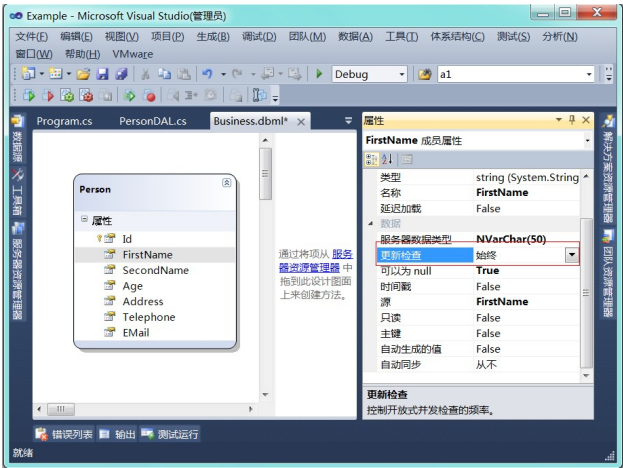 Example - Microsoft Visual Studio(管理员)
文件(F) 编辑(E) 视图(V) 项目(P) 生成(B) 调试(D) 团队(M) 数据(A) 工具(T) 体系结构(C) 测试(S) 分析(N)
窗口(W) 帮助(H) VMware
Debug a1
Program.cs PersonDAL.cs Business.dbml*
数据源
工具箱
服务器资源管理器
Person
属性
Id
FirstName
SecondName
Age
Address
Telephone
EMail
通过将项从 服务
器资源管理器 中
拖到此设计图面
上来创建方法。
属性
FirstName 成员属性
类型 string (System.String
名称 FirstName
延迟加载 False
数据
服务器数据类型 NVarChar(50)
更新检查 始终
可以为 null True
时间戳 False
源 FirstName
只读 False
主键 False
自动生成的值 False
自动同步 从不
更新检查
控制开放式并发检查的频率。
解决方案资源管理器
团队资源管理器
错误列表 输出 测试运行
就绪